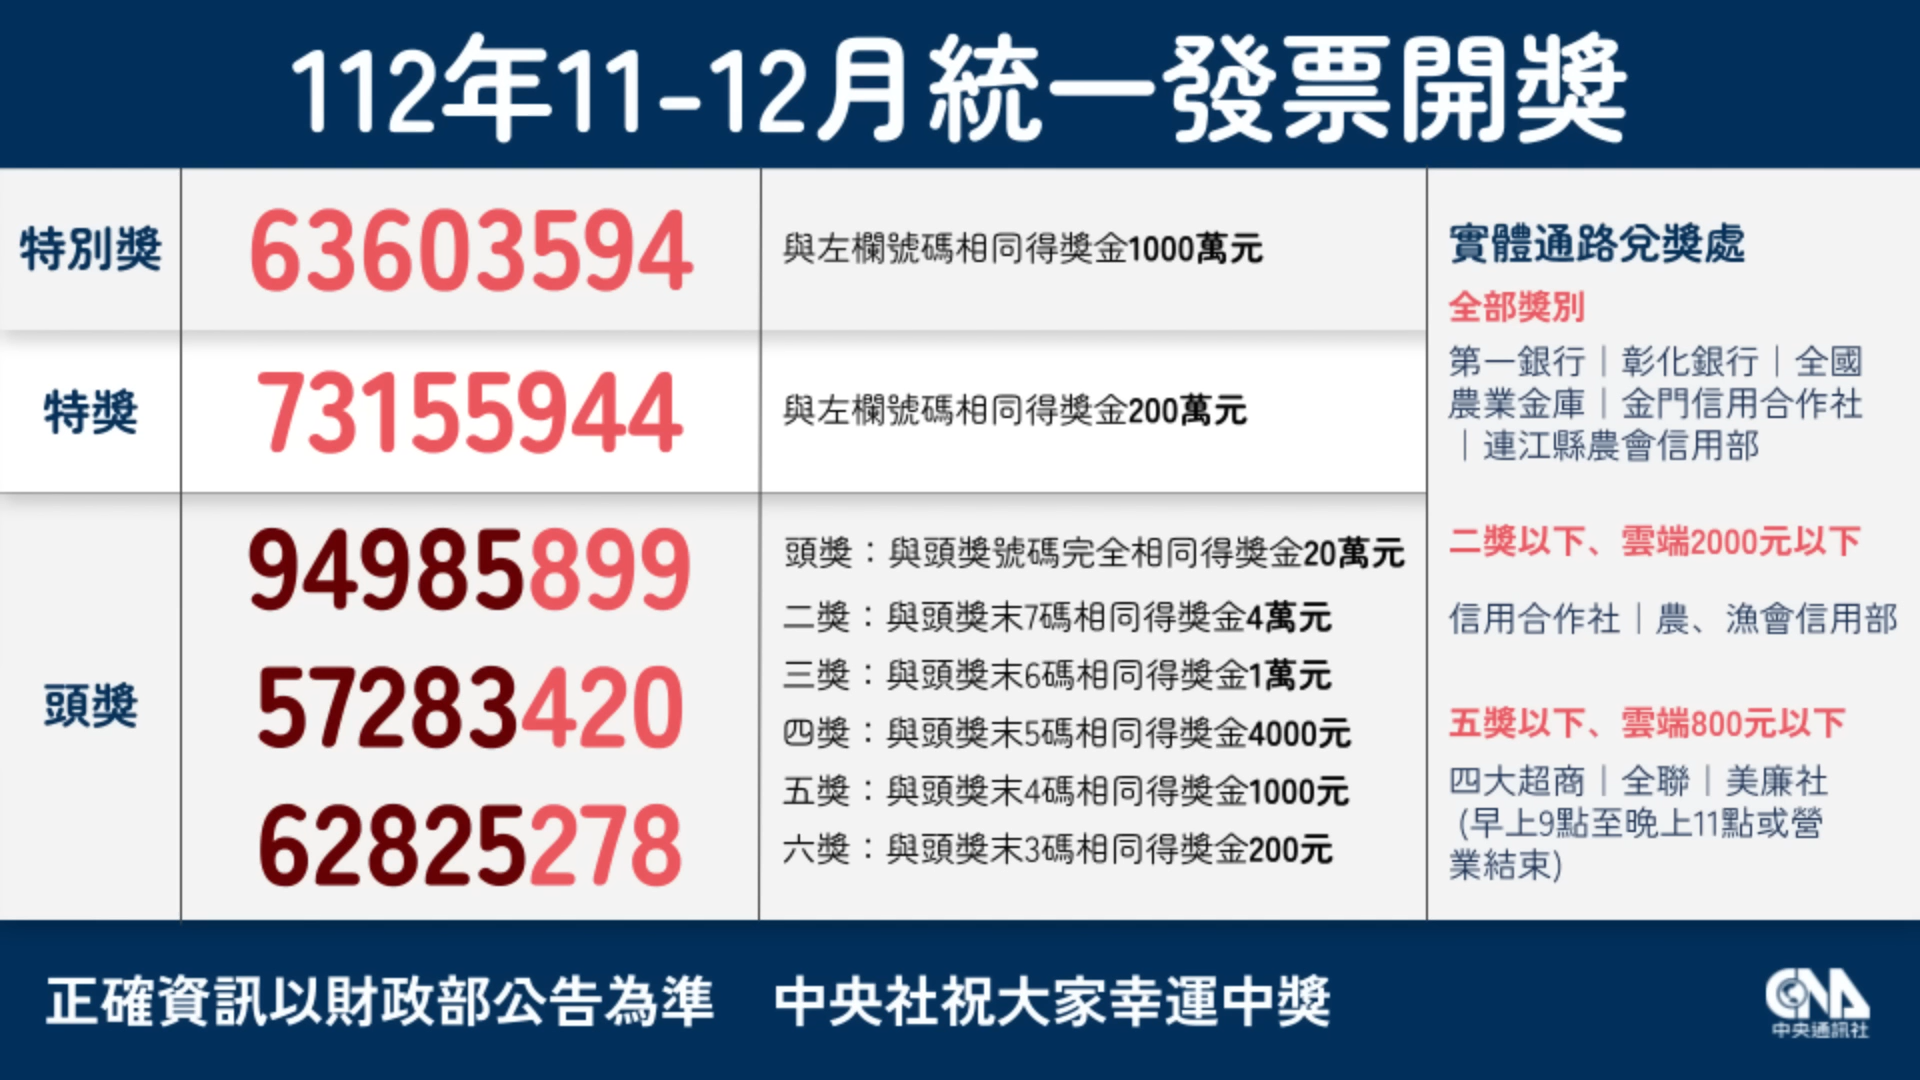 112年11-12月統一發票開獎
特別獎
63603594
與左欄號碼相同得獎金1000萬元
特獎
73155944
與左欄號碼相同得獎金200萬元
頭獎
94985899
57283420
62825278
頭獎：與頭獎號碼完全相同得獎金20萬元
二獎：與頭獎末7碼相同得獎金4萬元
三獎：與頭獎末6碼相同得獎金1萬元
四獎：與頭獎末5碼相同得獎金4000元
五獎：與頭獎末4碼相同得獎金1000元
六獎：與頭獎末3碼相同得獎金200元
實體通路兌獎處
全部獎別
第一銀行｜彰化銀行｜全國
農業金庫｜金門信用合作社
｜連江縣農會信用部
二獎以下、雲端2000元以下
信用合作社｜農、漁會信用部
五獎以下、雲端800元以下
四大超商｜全聯｜美廉社
(早上9點至晚上11點或營
業結束)
正確資訊以財政部公告為準 中央社祝大家幸運中獎
CNA
中央通訊社